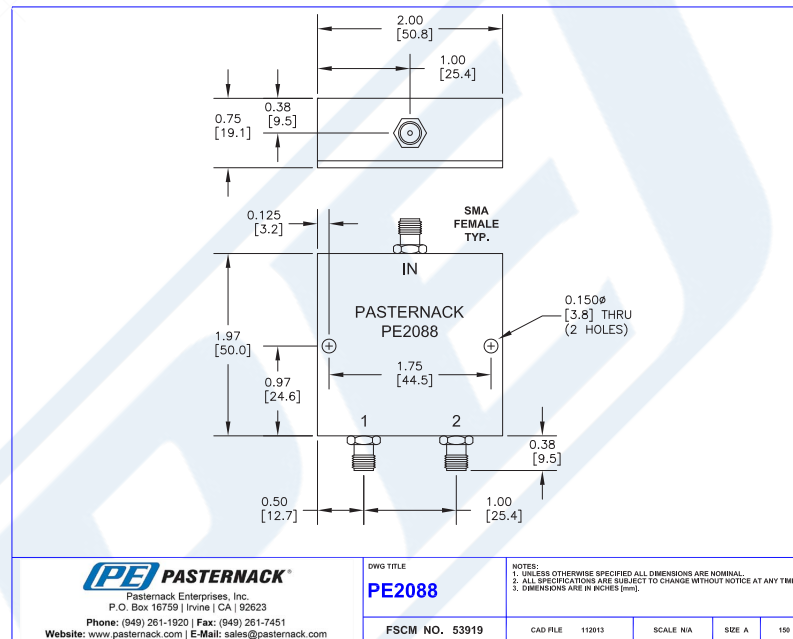 2.00
[50.8]
1.00
[25.4]
0.75
[19.1]
0.38
[9.5]
0.125
[3.2]
SMA
FEMALE
TYP.
IN
PASTERNACK
PE2088
0.150ø
[3.8] THRU
(2 HOLES)
1.97
[50.0]
1.75
[44.5]
0.97
[24.6]
1
2
0.38
[9.5]
0.50
[12.7]
1.00
[25.4]
PE PASTERNACK®
Pasternack Enterprises, Inc.
P.O. Box 16759 | Irvine | CA | 92623
Phone: (949) 261-1920 | Fax: (949) 261-7451
Website: www.pasternack.com | E-Mail: sales@pasternack.com
DWG TITLE
PE2088
FSCM NO. 53919
NOTES:
1. UNLESS OTHERWISE SPECIFIED ALL DIMENSIONS ARE NOMINAL.
2. ALL SPECIFICATIONS ARE SUBJECT TO CHANGE WITHOUT NOTICE AT ANY TIM
3. DIMENSIONS ARE IN INCHES [mm].
CAD FILE 112013
SCALE N/A
SIZE A
150